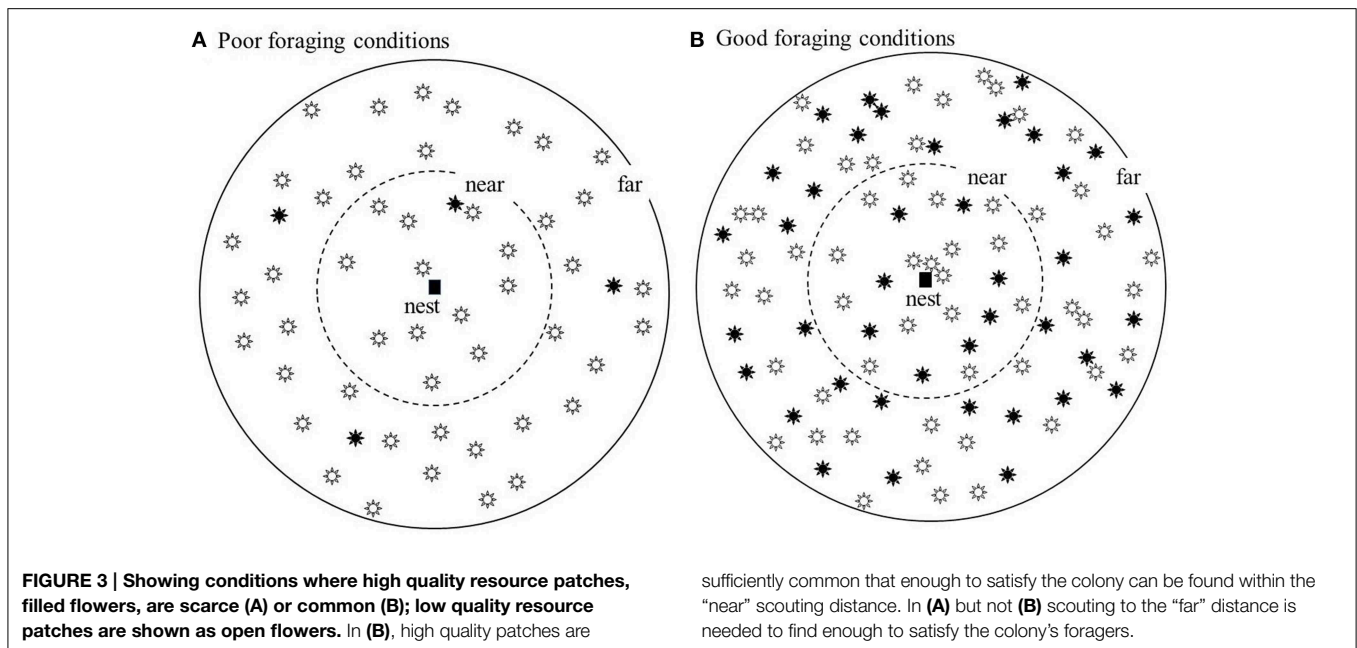 A Poor foraging conditions
near
far
nest
B Good foraging conditions
near
far
nest
FIGURE 3 | Showing conditions where high quality resource patches,
filled flowers, are scarce (A) or common (B); low quality resource
patches are shown as open flowers. In (B), high quality patches are
sufficiently common that enough to satisfy the colony can be found within the
“near” scouting distance. In (A) but not (B) scouting to the “far” distance is
needed to find enough to satisfy the colony’s foragers.